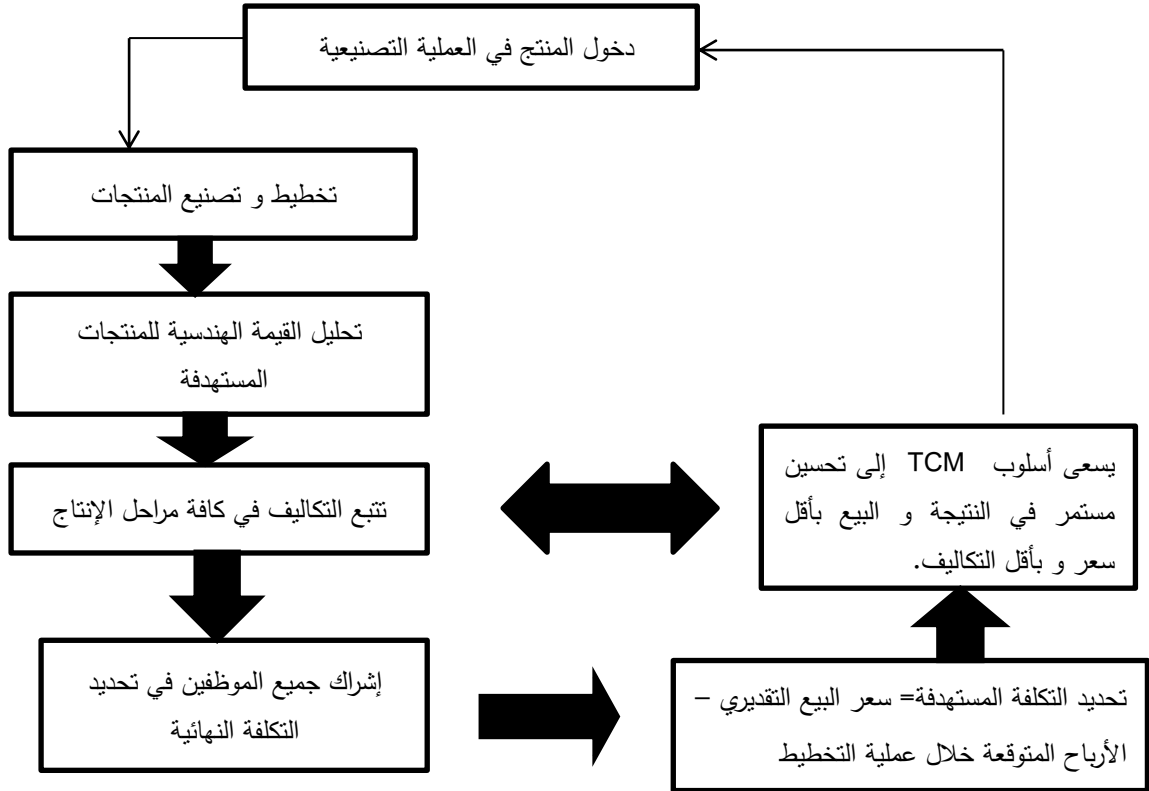 دخول المنتج في العملية التصنيعية
تخطيط و تصنيع المنتجات
تحليل القيمة الهندسية للمنتجات
المستهدفة
تتبع التكاليف في كافة مراحل الإنتاج
إشراك جميع الموظفين في تحديد
التكلفة النهائية
تحديد التكلفة المستهدفة= سعر البيع التقديري –
الأرباح المتوقعة خلال عملية التخطيط
يسعى أسلوب TCM إلى تحسين
مستمر في النتيجة و البيع بأقل
سعر و بأقل التكاليف.